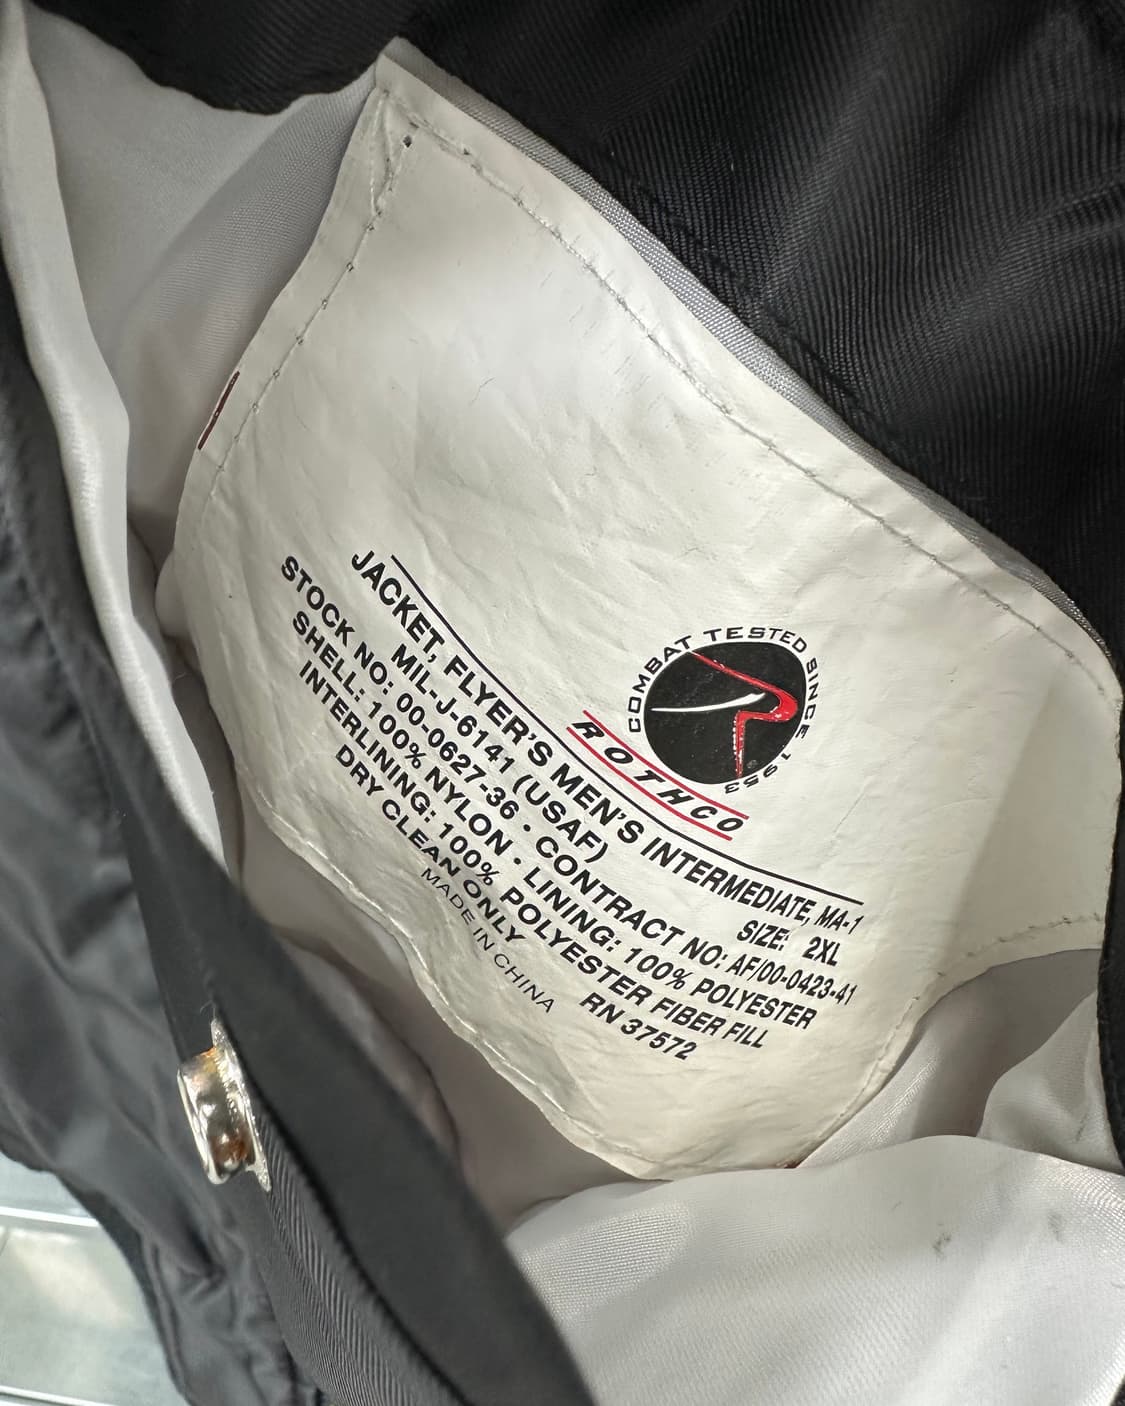 COMBAT TESTED SINCE 1953
ROTHCO
JACKET, FLYER'S MEN'S INTERMEDIATE, MA-1
MIL-J-6141 (USAF) SIZE: 2XL
STOCK NO: 00-0627-36 · CONTRACT NO: AF/00-0423-41
SHELL: 100% NYLON · LINING: 100% POLYESTER
INTERLINING: 100% POLYESTER FIBER FILL
DRY CLEAN ONLY RN 37572
MADE IN CHINA